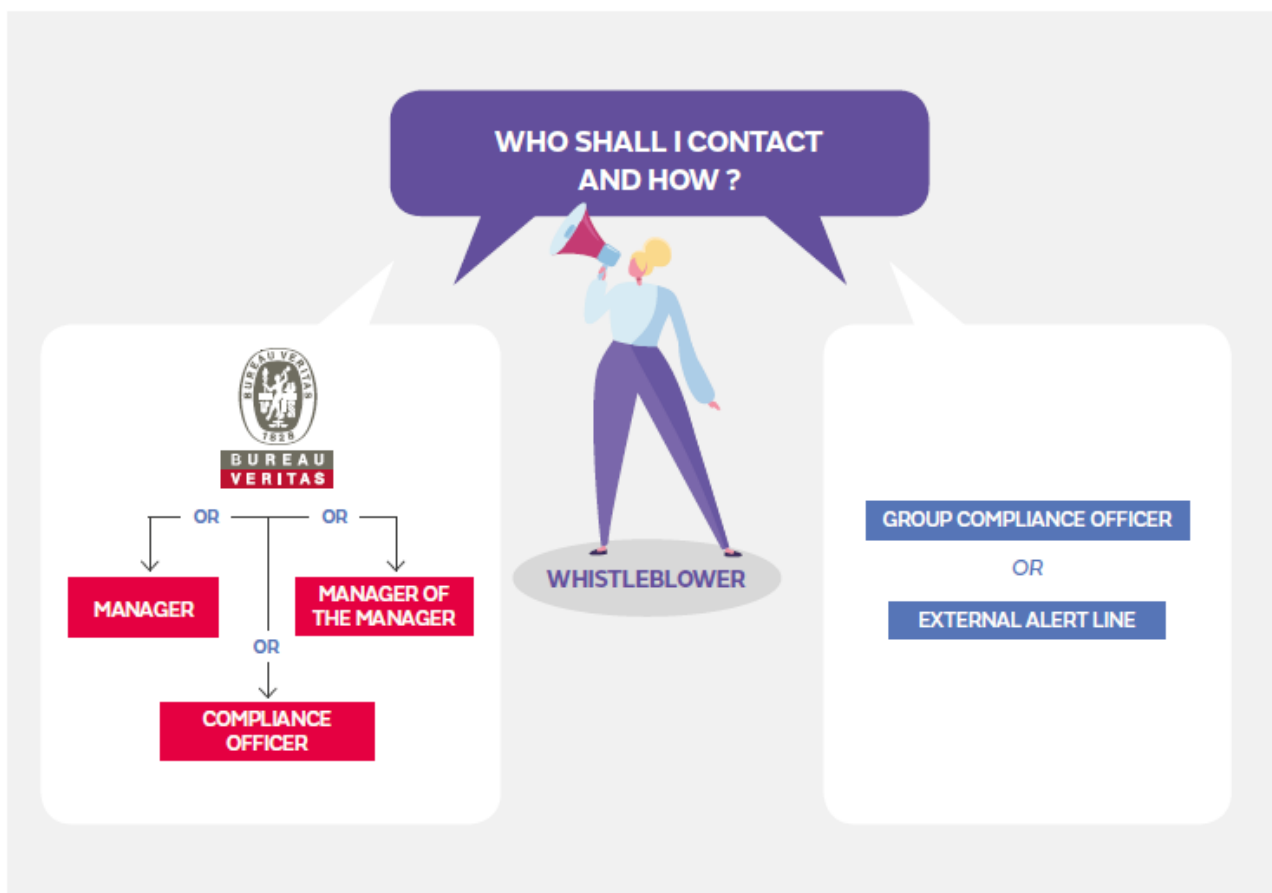 WHO SHALL I CONTACT
AND HOW ?
BUREAU VERITAS
1828
BUREAU
VERITAS
OR
OR
MANAGER
MANAGER OF
THE MANAGER
OR
COMPLIANCE
OFFICER
WHISTLEBLOWER
GROUP COMPLIANCE OFFICER
OR
EXTERNAL ALERT LINE